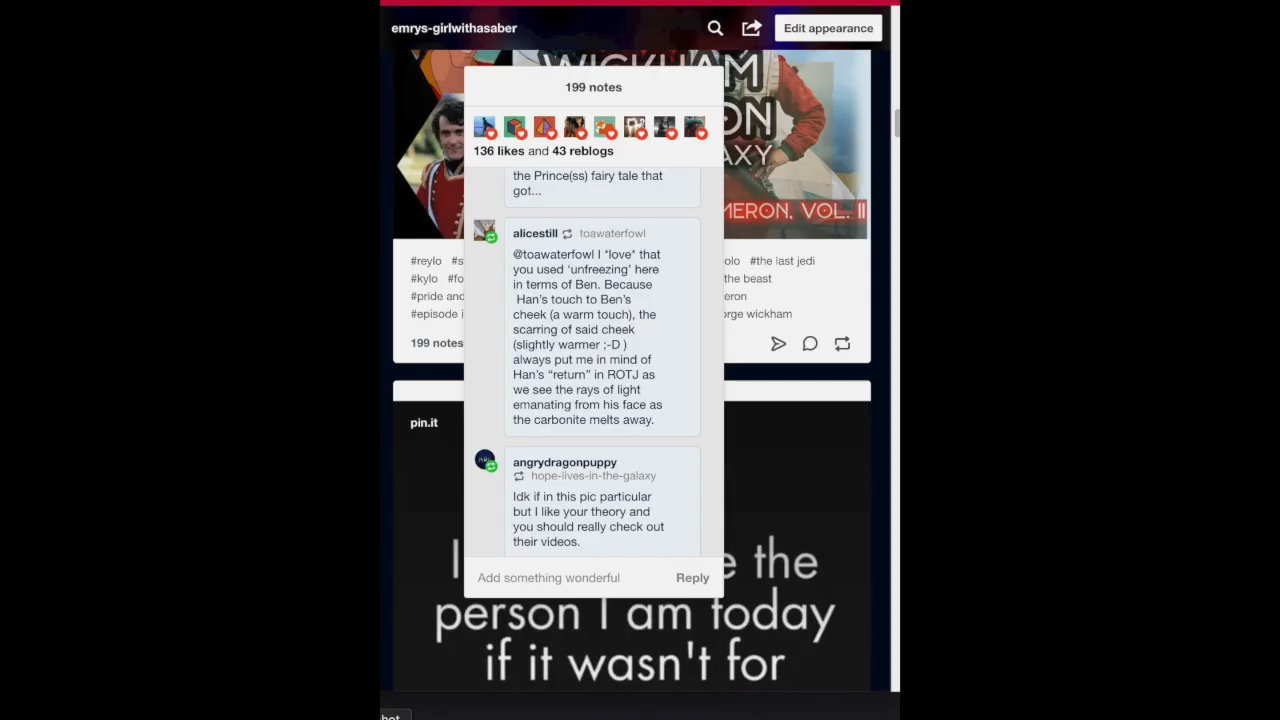 emrys-girlwithasaber
Edit appearance
WICKHAM
199 notes
136 likes and 43 reblogs
the Prince(ss) fairy tale that
got...
alicestill toawaterfowl
@toawaterfowl I *love* that
you used ‘unfreezing’ here
in terms of Ben. Because
Han’s touch to Ben’s
cheek (a warm touch), the
scarring of said cheek
(slightly warmer ;-D )
always put me in mind of
Han’s “return” in ROTJ as
we see the rays of light
emanating from his face as
the carbonite melts away.
angrydragonpuppy
hope-lives-in-the-galaxy
Idk if in this pic particular
but I like your theory and
you should really check out
their videos.
Add something wonderful Reply
ON
AXY
MERON, VOL. II
#reylo #s
olo #the last jedi
#kylo #fo
the beast
#pride and
eron
#episode i
rge wickham
199 notes
pin.it
I
e the
person I am today
if it wasn't for